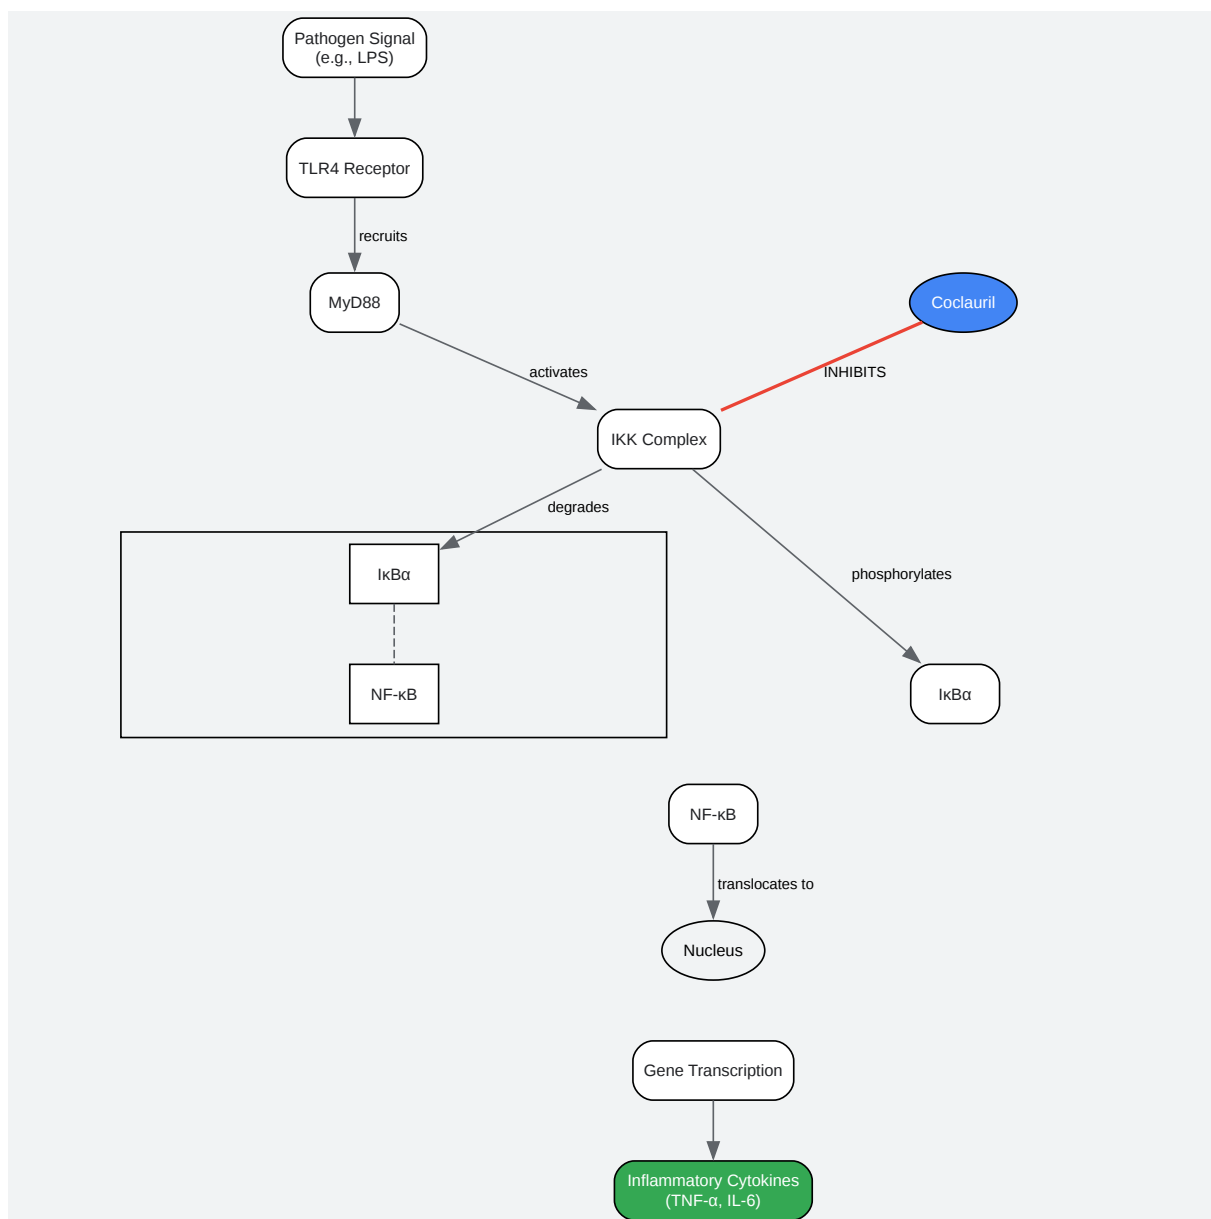 Pathogen Signal
(e.g., LPS)
TLR4 Receptor
recruits
MyD88
Coclauril
activates
INHIBITS
IKK Complex
degrades
IκBα
phosphorylates
NF-κB
IκBα
NF-κB
translocates to
Nucleus
Gene Transcription
Inflammatory Cytokines
(TNF-α, IL-6)